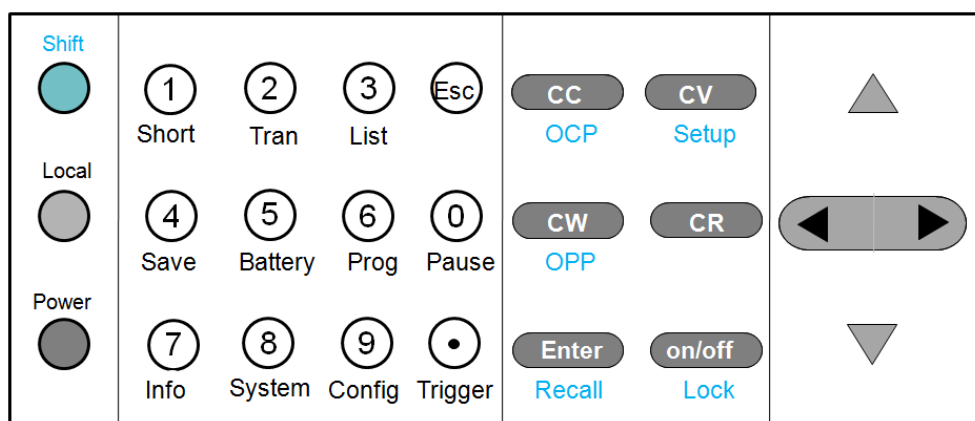 Shift
1 2 3 Esc CC CV
Short Tran List OCP Setup
Local
4 5 6 0 CW CR
Save Battery Prog Pause OPP
Power
7 8 9 • Enter on/off
Info System Config Trigger Recall Lock